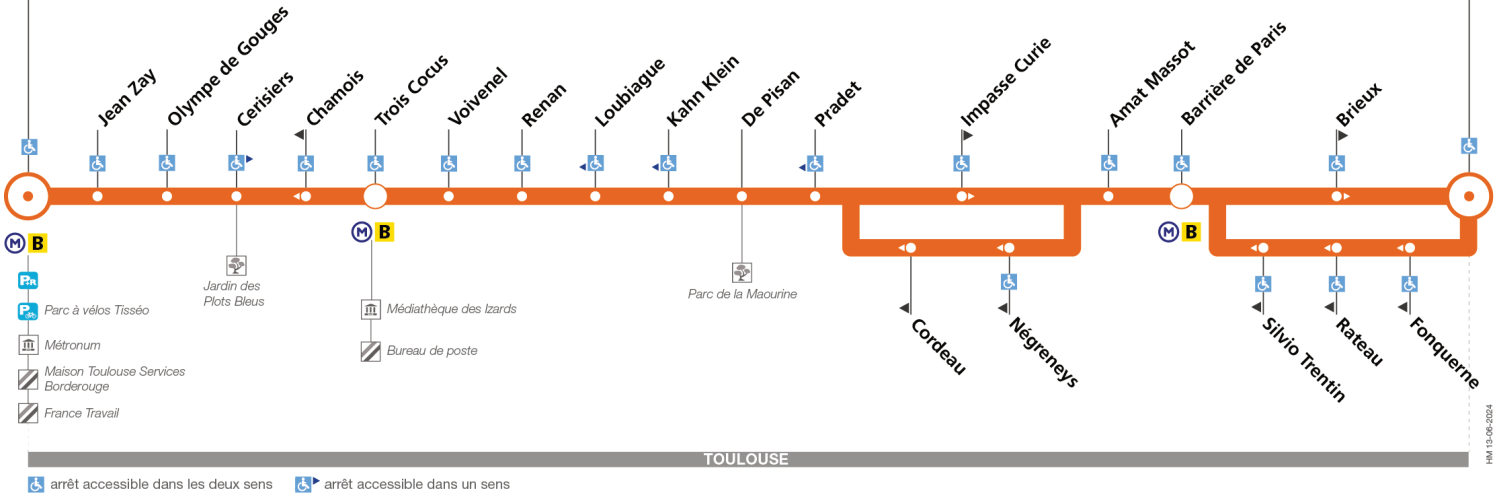 Jean Zay
Olympe de Gouges
Cerisiers
Chamois
Trois Cocus
Voivenel
Renan
Loubiague
Kahn Klein
De Pisan
Pradet
Impasse Curie
Amat Massot
Barrière de Paris
Brieux
M B
M B
M B
P+R
P
Parc à vélos Tisséo
Métronum
Maison Toulouse Services
Borderouge
France Travail
Jardin des
Plots Bleus
Médiathèque des Izards
Bureau de poste
Parc de la Maourine
Cordeau
Négreneys
Silvio Trentin
Rateau
Fonquerne
HM 13-06-2024
TOULOUSE
arrêt accessible dans les deux sens
arrêt accessible dans un sens